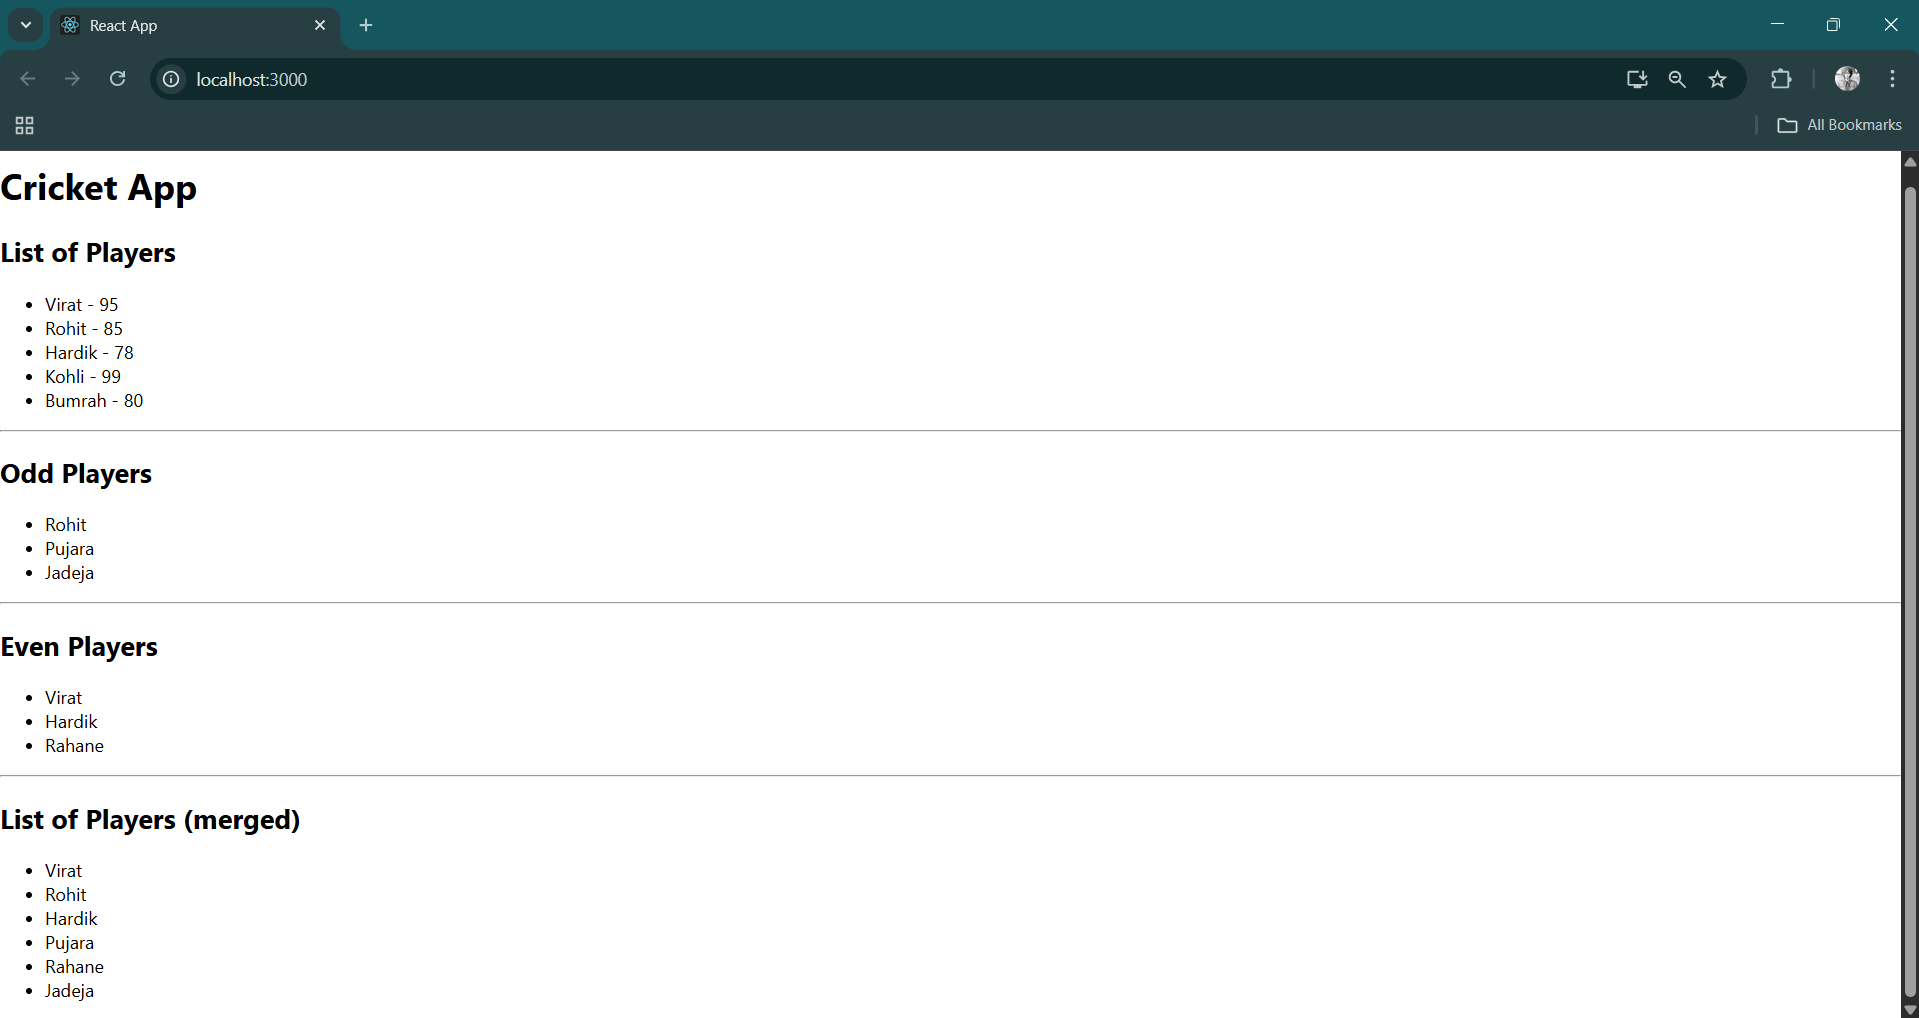 React App
localhost:3000
All Bookmarks
Cricket App
List of Players
Virat - 95
Rohit - 85
Hardik - 78
Kohli - 99
Bumrah - 80
Odd Players
Rohit
Pujara
Jadeja
Even Players
Virat
Hardik
Rahane
List of Players (merged)
Virat
Rohit
Hardik
Pujara
Rahane
Jadeja